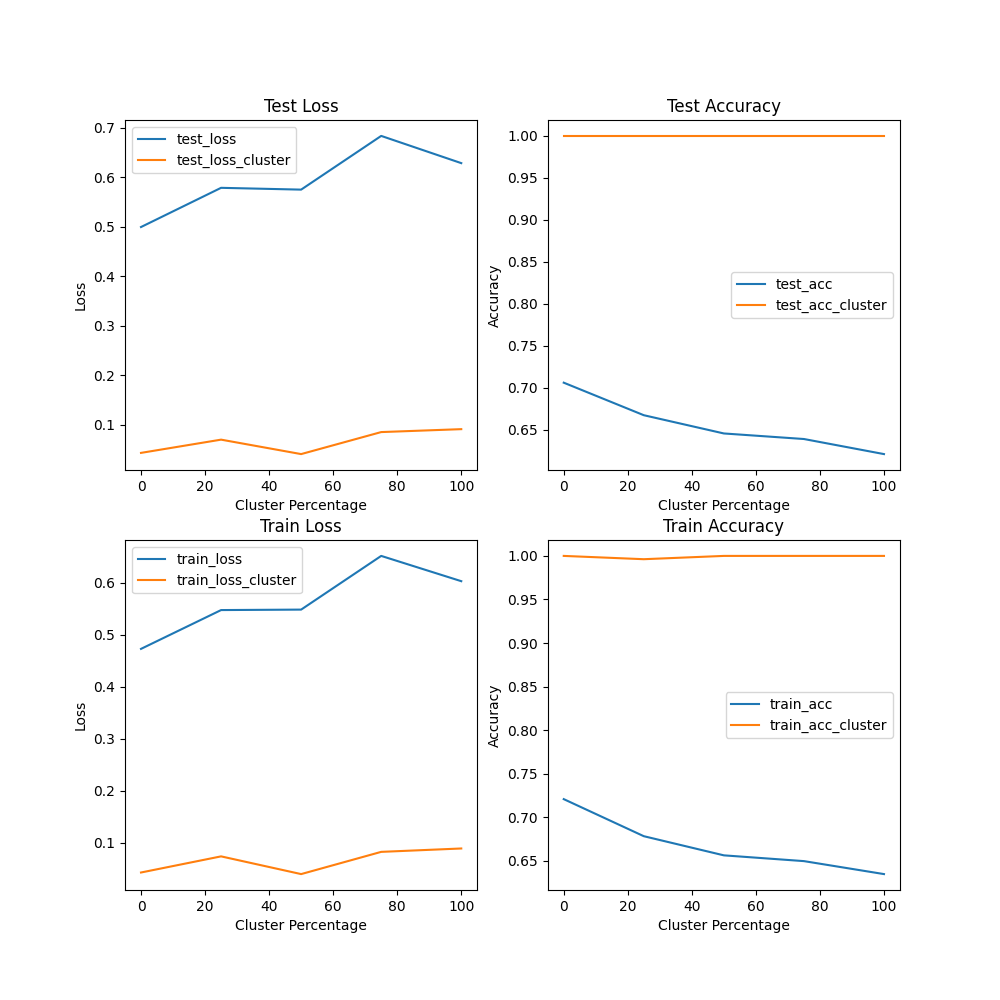 Test Loss
0.7
0.6
0.5
0.4
0.3
0.2
0.1
Loss
test_loss
test_loss_cluster
0 20 40 60 80 100
Cluster Percentage
Test Accuracy
1.00
0.95
0.90
0.85
0.80
0.75
0.70
0.65
Accuracy
test_acc
test_acc_cluster
0 20 40 60 80 100
Cluster Percentage
Train Loss
0.6
0.5
0.4
0.3
0.2
0.1
Loss
train_loss
train_loss_cluster
0 20 40 60 80 100
Cluster Percentage
Train Accuracy
1.00
0.95
0.90
0.85
0.80
0.75
0.70
0.65
Accuracy
train_acc
train_acc_cluster
0 20 40 60 80 100
Cluster Percentage